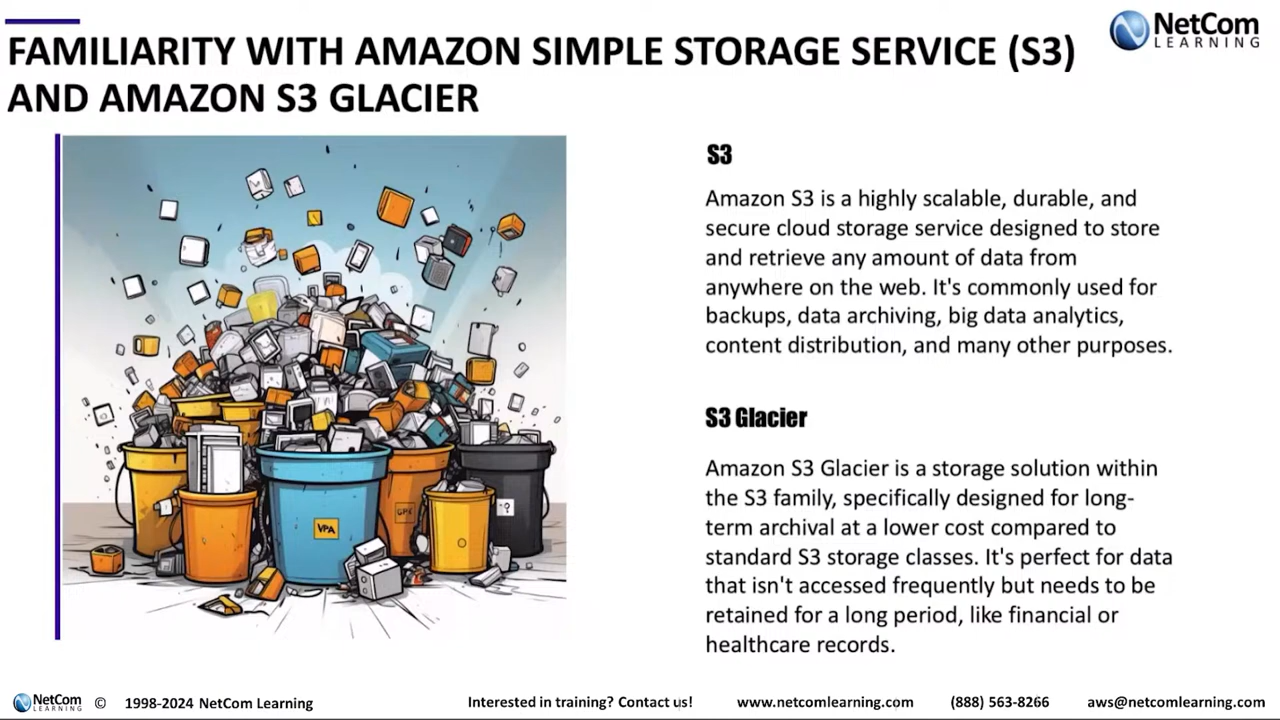 NetCom
LEARNING
FAMILIARITY WITH AMAZON SIMPLE STORAGE SERVICE (S3)
AND AMAZON S3 GLACIER
VPA
?
S3
Amazon S3 is a highly scalable, durable, and
secure cloud storage service designed to store
and retrieve any amount of data from
anywhere on the web. It's commonly used for
backups, data archiving, big data analytics,
content distribution, and many other purposes.
S3 Glacier
Amazon S3 Glacier is a storage solution within
the S3 family, specifically designed for long-
term archival at a lower cost compared to
standard S3 storage classes. It's perfect for data
that isn't accessed frequently but needs to be
retained for a long period, like financial or
healthcare records.
NetCom
LEARNING
© 1998-2024 NetCom Learning
Interested in training? Contact us!
www.netcomlearning.com
(888) 563-8266
aws@netcomlearning.com